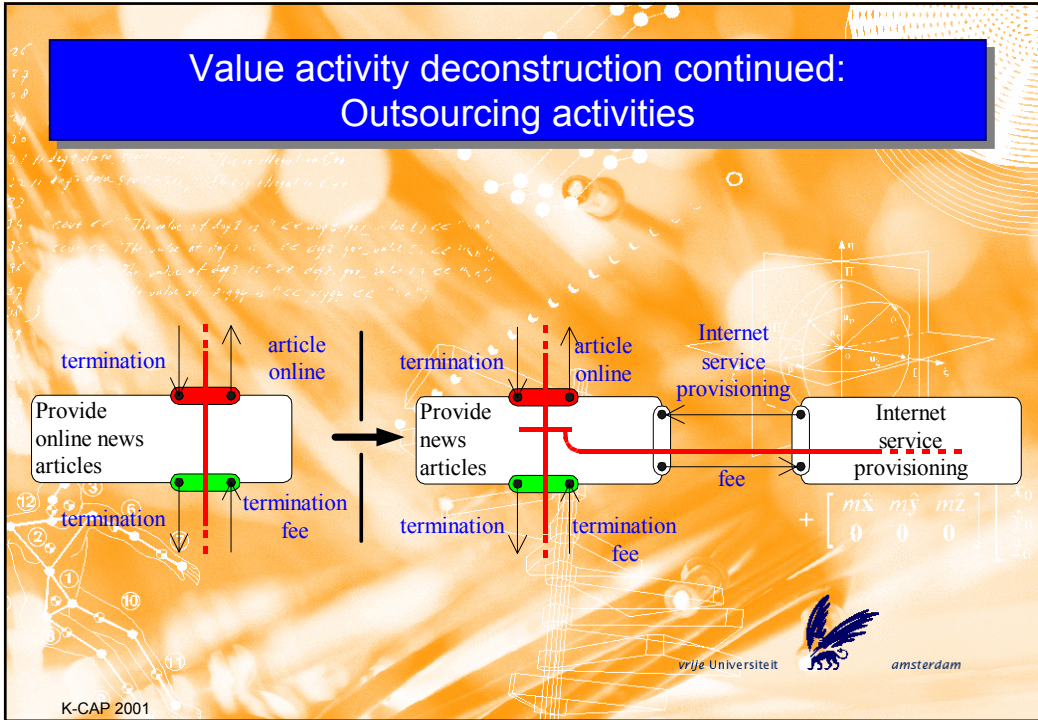 Value activity deconstruction continued:
Outsourcing activities
termination
article
online
Provide
online news
articles
termination
termination
fee
termination
article
online
Internet
service
provisioning
Provide
news
articles
Internet
service
provisioning
fee
termination
termination
fee
vrije Universiteit amsterdam
K-CAP 2001